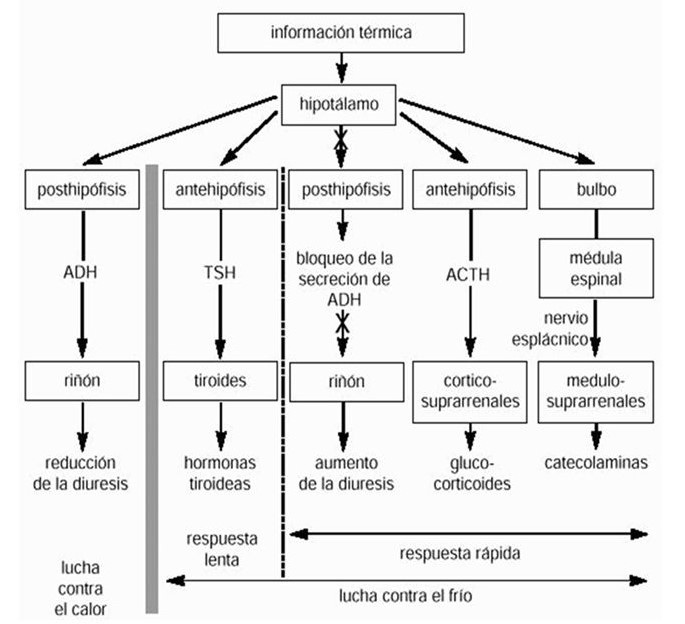 información térmica
hipotálamo
posthipófisis
antehipófisis
posthipófisis
antehipófisis
bulbo
ADH
TSH
bloqueo de la
secreción de
ADH
ACTH
médula
espinal
nervio
esplácnico
riñón
tiroides
riñón
cortico-
suprarrenales
medulo-
suprarrenales
reducción
de la diuresis
hormonas
tiroideas
aumento
de la diuresis
gluco-
corticoides
catecolaminas
respuesta
lenta
respuesta rápida
lucha
contra
el calor
lucha contra el frío